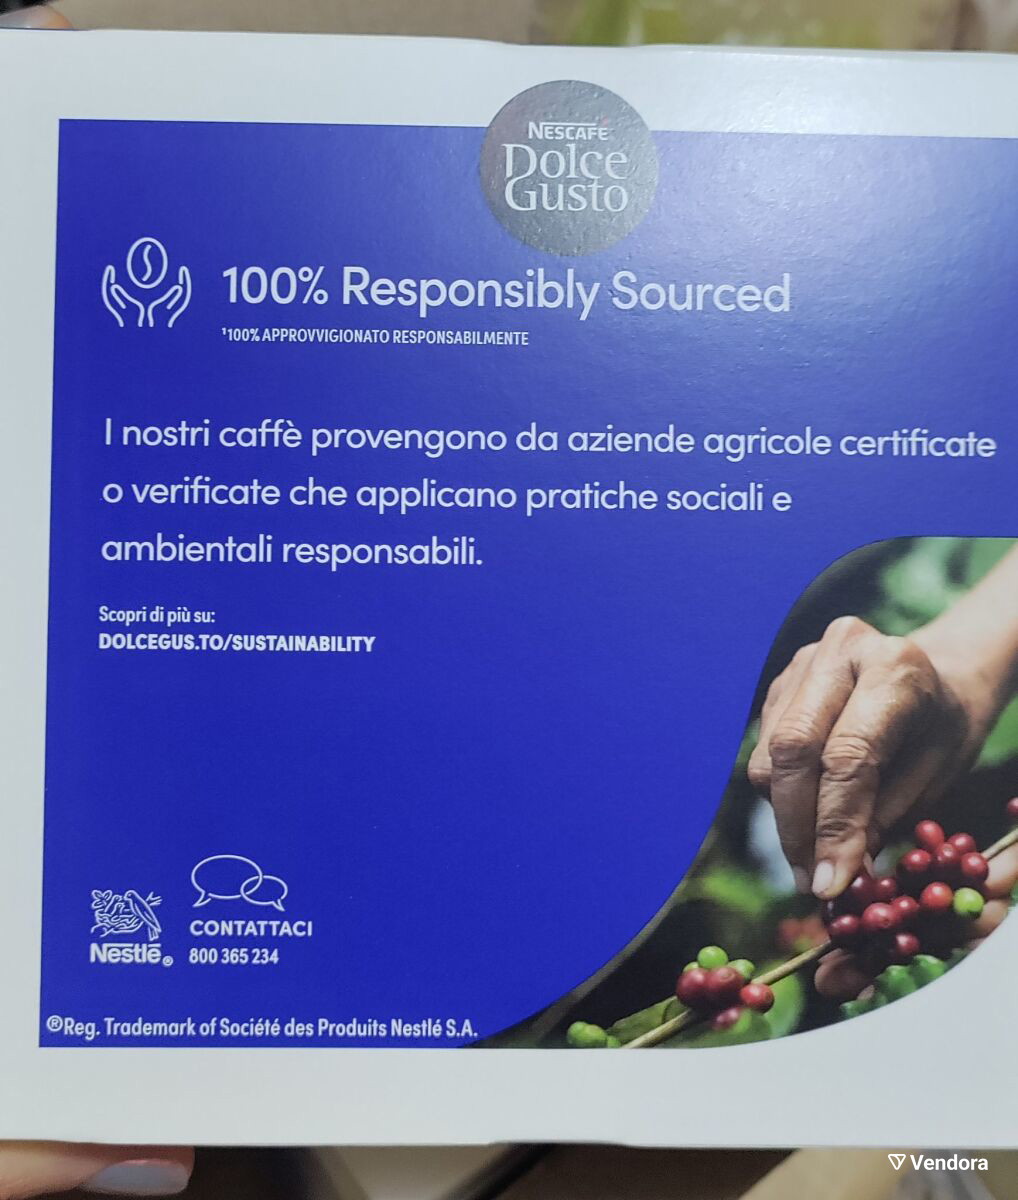 NESCAFÉ
Dolce
Gusto
100% Responsibly Sourced
¹100% APPROVVIGIONATO RESPONSABILMENTE
I nostri caffè provengono da aziende agricole certificate
o verificate che applicano pratiche sociali e
ambientali responsabili.
Scopri di più su:
DOLCEGUS.TO/SUSTAINABILITY
Nestlé®
CONTATTACI
800 365 234
®Reg. Trademark of Société des Produits Nestlé S.A.
Vendora